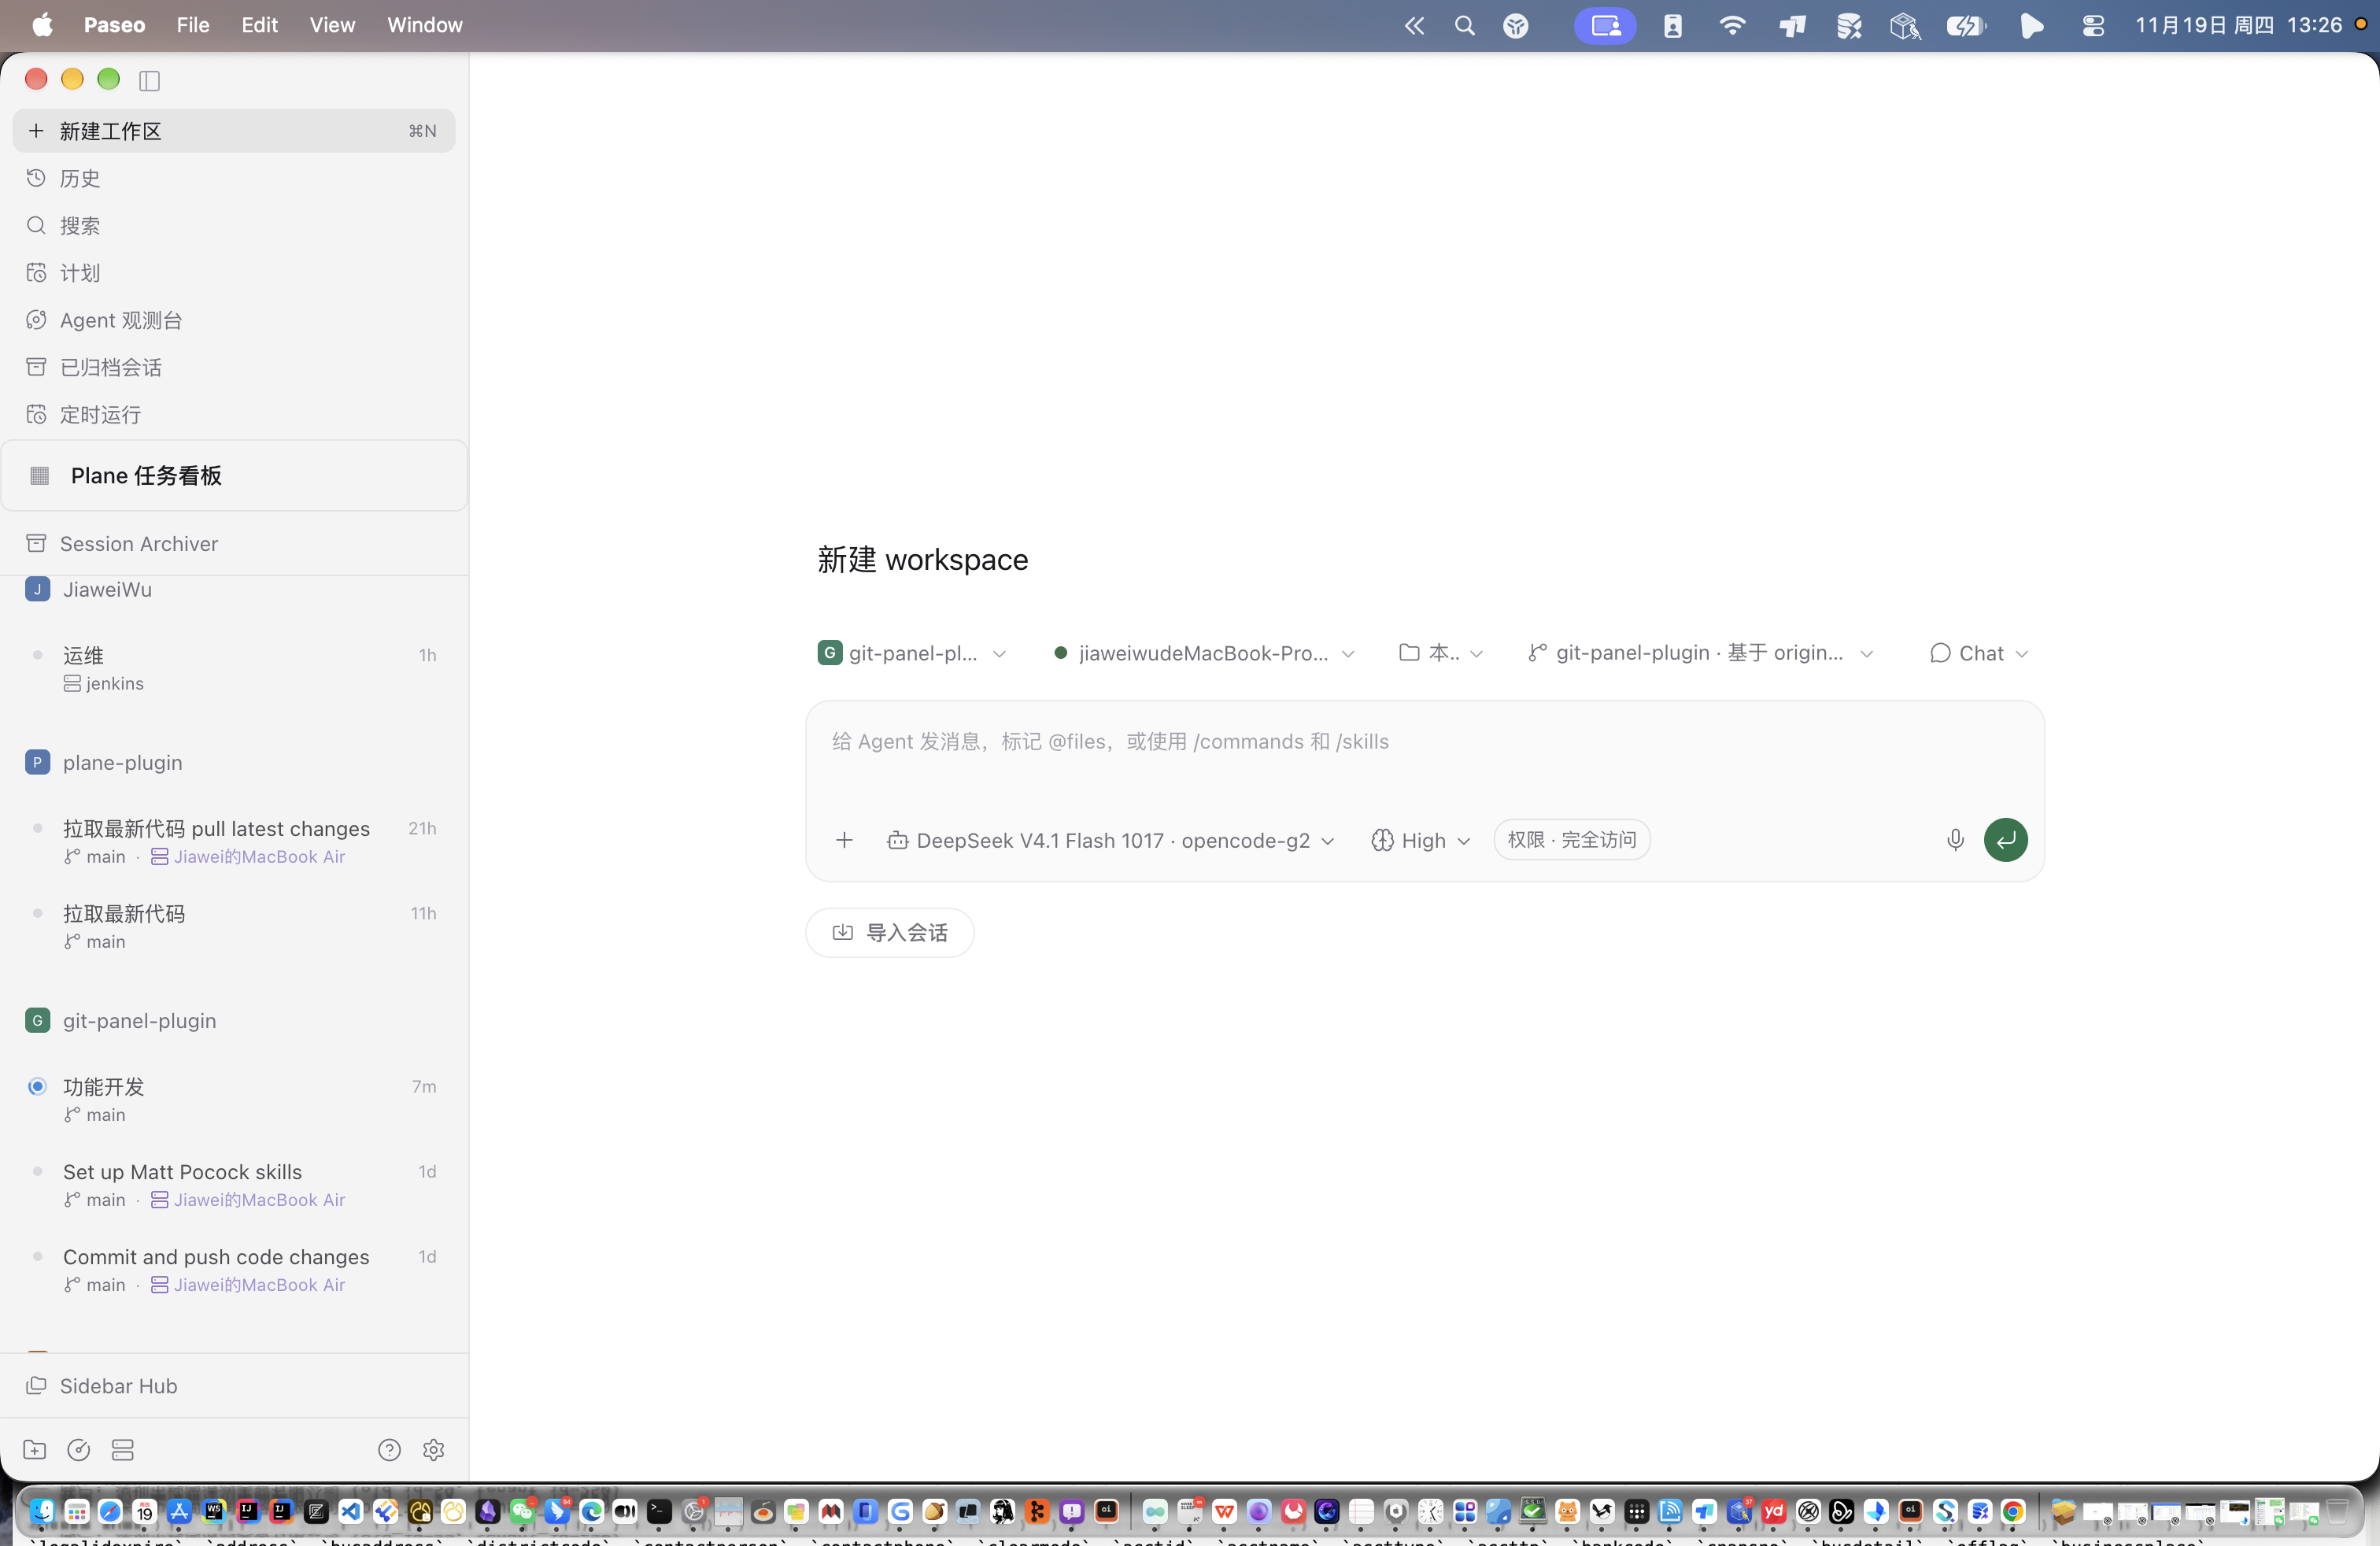 Paseo File Edit View Window 11月19日 周四 13:26
新建工作区 ⌘N
历史
搜索
计划
Agent 观测台
已归档会话
定时运行
Plane 任务看板
Session Archiver
J JiaweiWu
运维 1h
jenkins
P plane-plugin
拉取最新代码 pull latest changes 21h
main · Jiawei的MacBook Air
拉取最新代码 11h
main
G git-panel-plugin
功能开发 7m
main
Set up Matt Pocock skills 1d
main · Jiawei的MacBook Air
Commit and push code changes 1d
main · Jiawei的MacBook Air
Sidebar Hub
新建 workspace
G git-panel-pl... jiaweiwudeMacBook-Pro... 本.. git-panel-plugin · 基于 origin... Chat
给 Agent 发消息，标记 @files，或使用 /commands 和 /skills
DeepSeek V4.1 Flash 1017 · opencode-g2 High 权限 · 完全访问
导入会话